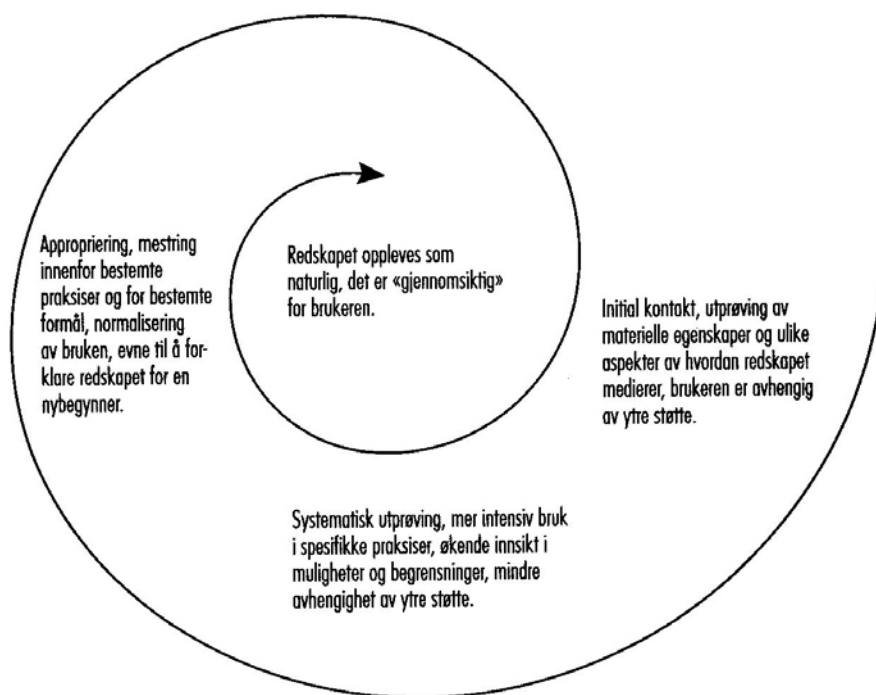 Appropriering, mestring
innenfor bestemte
praksiser og for bestemte
formål, normalisering
av bruken, evne til å for-
klare redskapet for en
nybegynner.
Redskapet oppleves som
naturlig, det er «gjennomsiktig»
for brukeren.
Initial kontakt, utprøving av
materielle egenskaper og ulike
aspekter av hvordan redskapet
medierer, brukeren er avhengig
av ytre støtte.
Systematisk utprøving, mer intensiv bruk
i spesifikke praksiser, økende innsikt i
muligheter og begrensninger, mindre
avhengighet av ytre støtte.